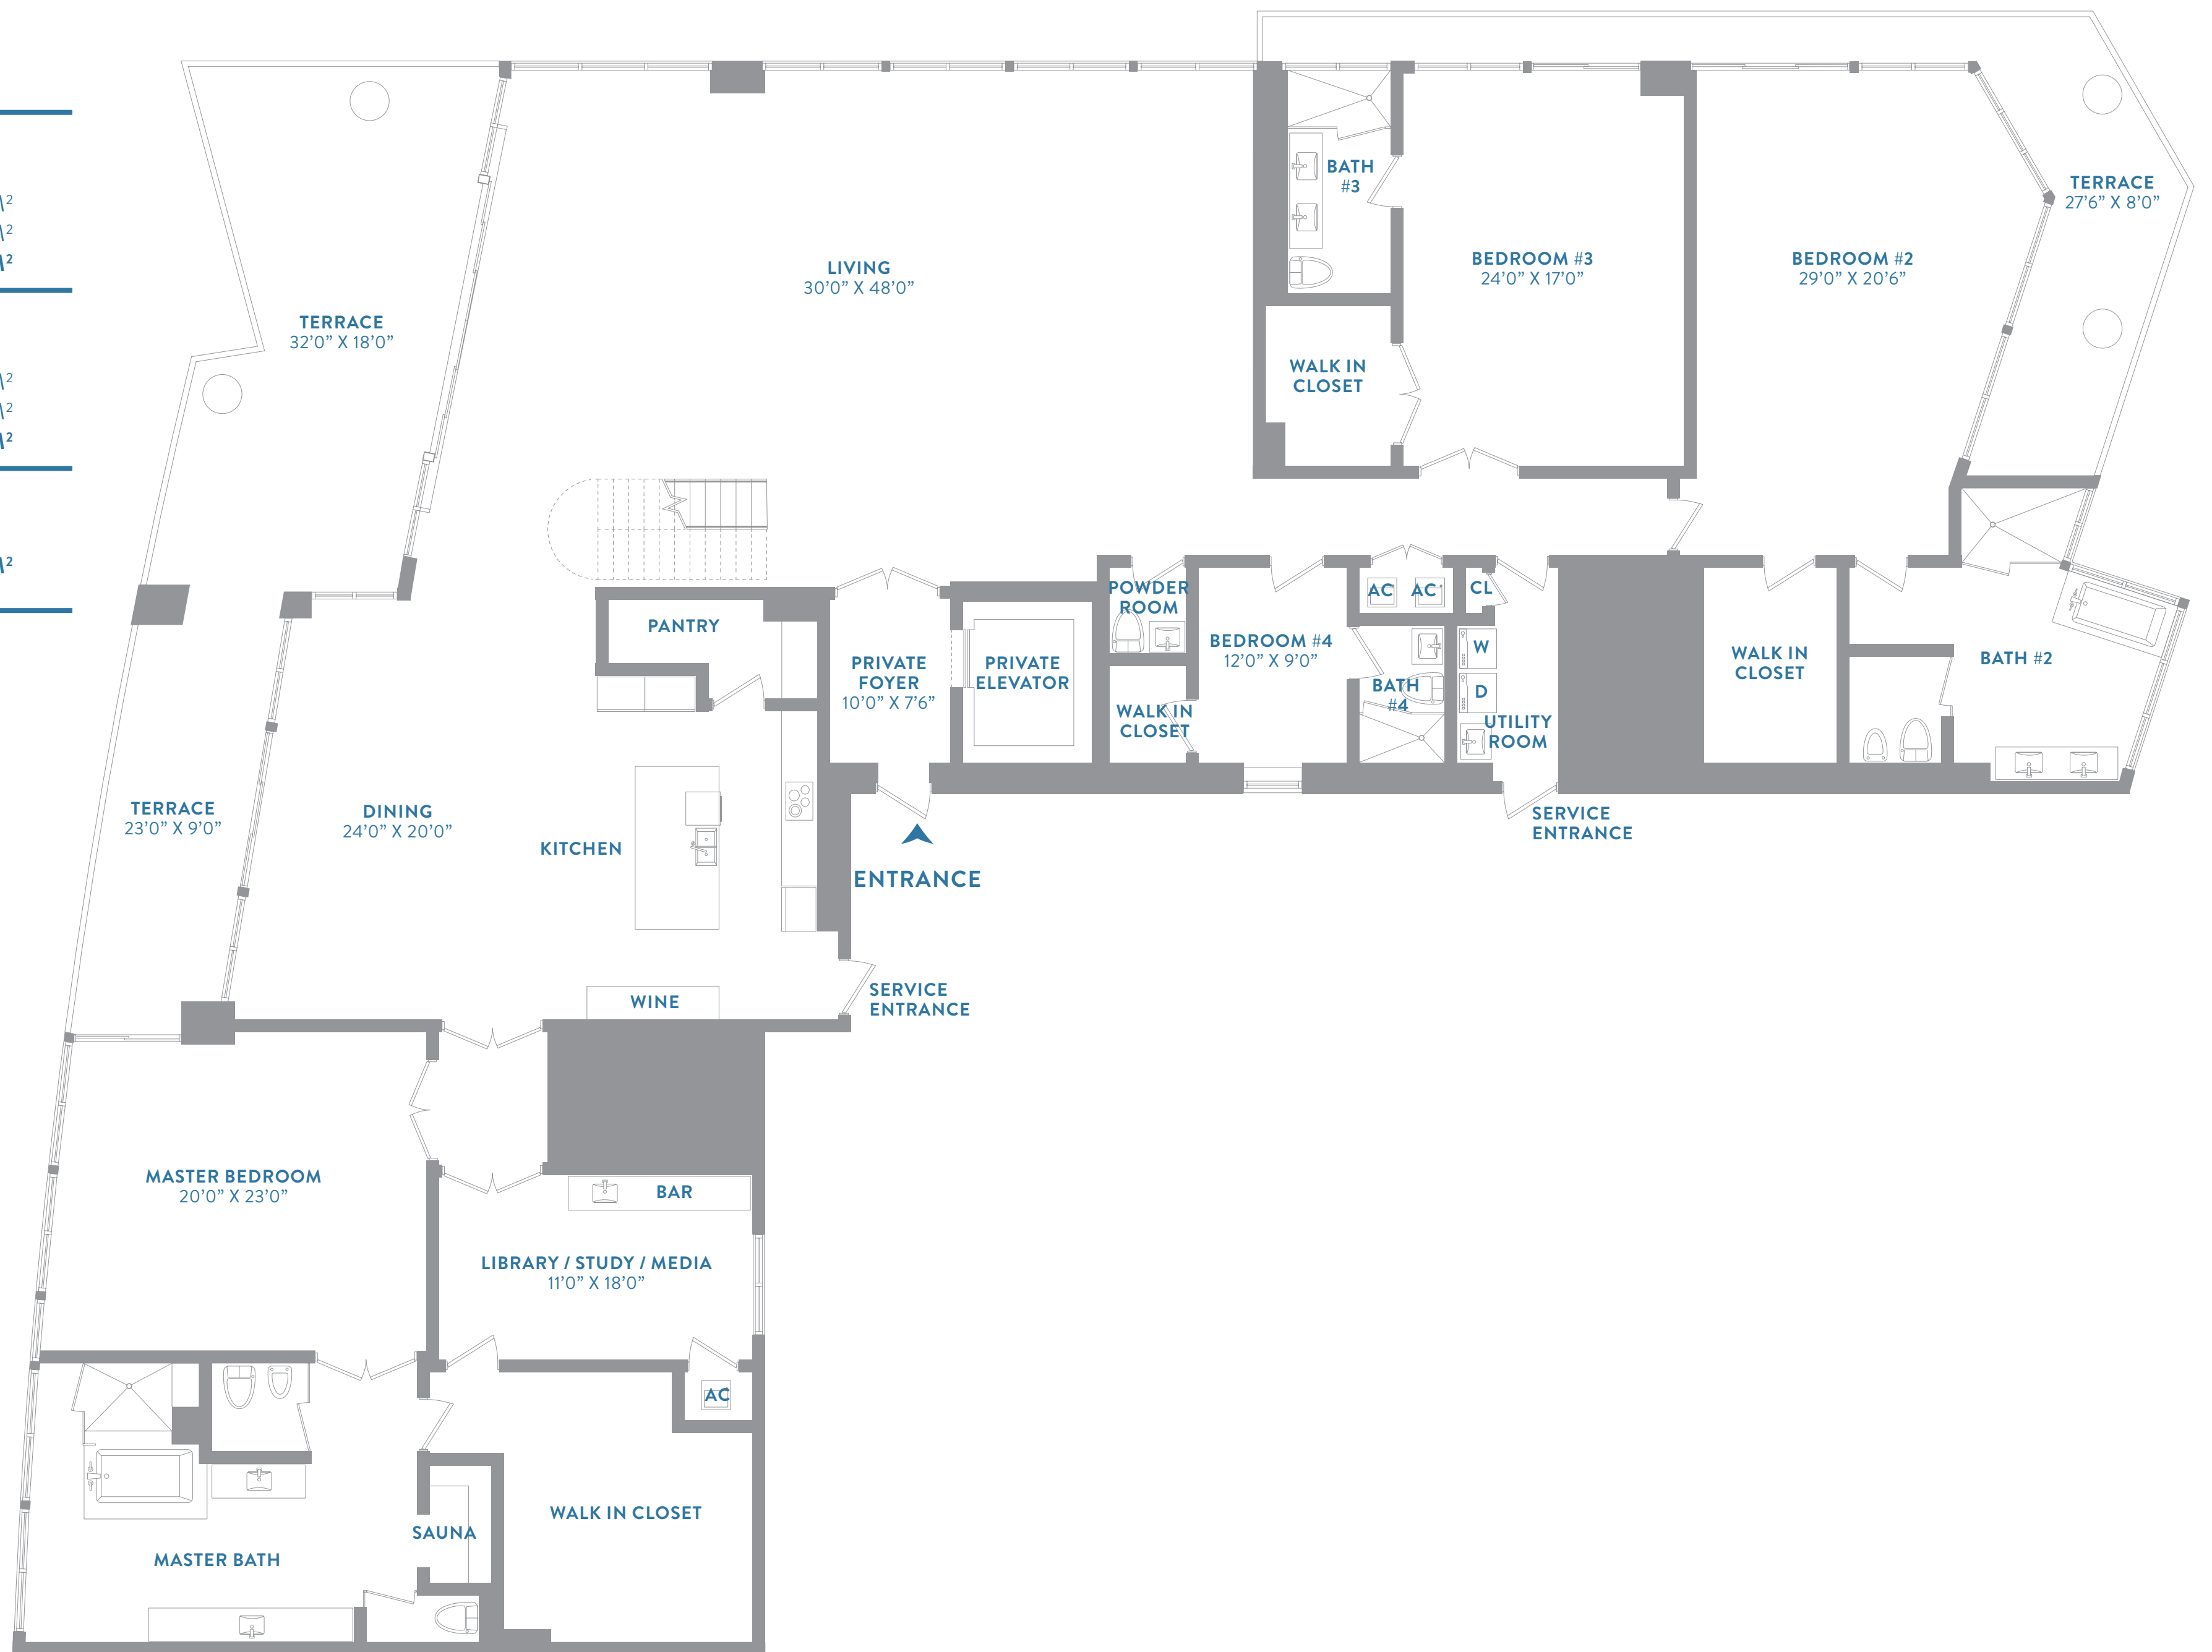 TERRACE
32’0” X 18’0”
LIVING
30’0” X 48’0”
BATH
#3
WALK IN
CLOSET
BEDROOM #3
24’0” X 17’0”
BEDROOM #2
29’0” X 20’6”
TERRACE
27’6” X 8’0”
PANTRY
PRIVATE
FOYER
10’0” X 7’6”
PRIVATE
ELEVATOR
POWDER
ROOM
WALK IN
CLOSET
BEDROOM #4
12’0” X 9’0”
AC
AC
CL
BATH
#4
W
D
UTILITY
ROOM
WALK IN
CLOSET
BATH #2
TERRACE
23’0” X 9’0”
DINING
24’0” X 20’0”
KITCHEN
ENTRANCE
SERVICE
ENTRANCE
WINE
SERVICE
ENTRANCE
MASTER BEDROOM
20’0” X 23’0”
BAR
LIBRARY / STUDY / MEDIA
11’0” X 18’0”
AC
WALK IN CLOSET
SAUNA
MASTER BATH